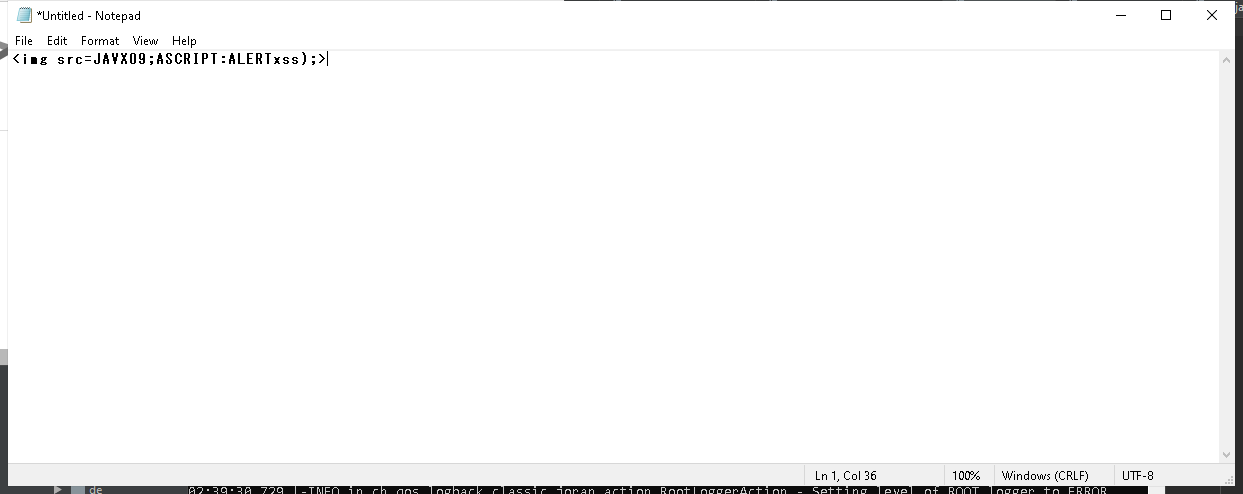 *Untitled - Notepad
File Edit Format View Help
<img src=JAVX09;ASCRIPT:ALERTxss);>
Ln 1, Col 36 100% Windows (CRLF) UTF-8
de 02:39:30,729 |-INFO in ch.qos.logback.classic.joran.action.RootLoggerAction - Setting level of ROOT logger to ERROR